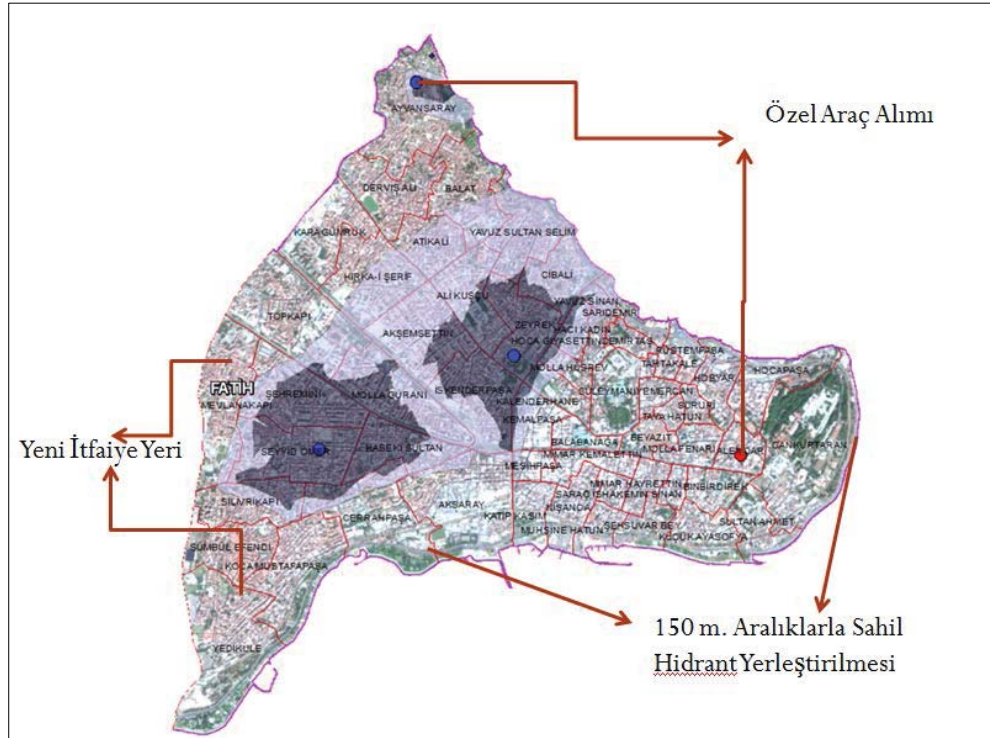 AYVANSARAY
Özel Araç Alımı
DERVİŞ ALİ
BALAT
KARAGÜMRÜK
ATİKALİ
YAVUZ SULTAN SELİM
HIRKA-İ ŞERİF
CİBALİ
ALİ KUŞÇU
YAVUZ SİNAN
SARIDEMİR
TOPKAPI
AKŞEMSETTİN
ZEYREK
HACI KADIN
HOCA GIYASETTİN
DEMİRTAŞ
RÜSTEMPAŞA
MOLLA HÜSREV
TAHTAKALE
HOBYAR
HOCAPAŞA
FATİH
MEVLANAKAPI
ŞEHREMİNİ
MOLLA GÜRANİ
İSKENDERPAŞA
KALENDERHANE
SÜLEYMANİYE
MERCAN
SURURİ
TAYA HATUN
KEMALPAŞA
Yeni İtfaiye Yeri
SEYYİD ÖMER
HASEKİ SULTAN
BALABANAĞA
BEYAZIT
MİMAR KEMALETTİN
MOLLA FENARİ
ALEMDAR
CANKURTARAN
MESİHPAŞA
SİLİVRİKAPI
CERRAHPAŞA
AKSARAY
KATİP KASIM
NİŞANCA
SARAÇ İSHAK
EMİN SİNAN
MİMAR HAYRETTİN
BİNBİRDİREK
MUHSİNE HATUN
ŞEHSUVAR BEY
KÜÇÜKAYASOFYA
SULTAN AHMET
SÜMBÜL EFENDİ
KOCA MUSTAFAPAŞA
YEDİKULE
150 m. Aralıklarla Sahil
Hidrant Yerleştirilmesi